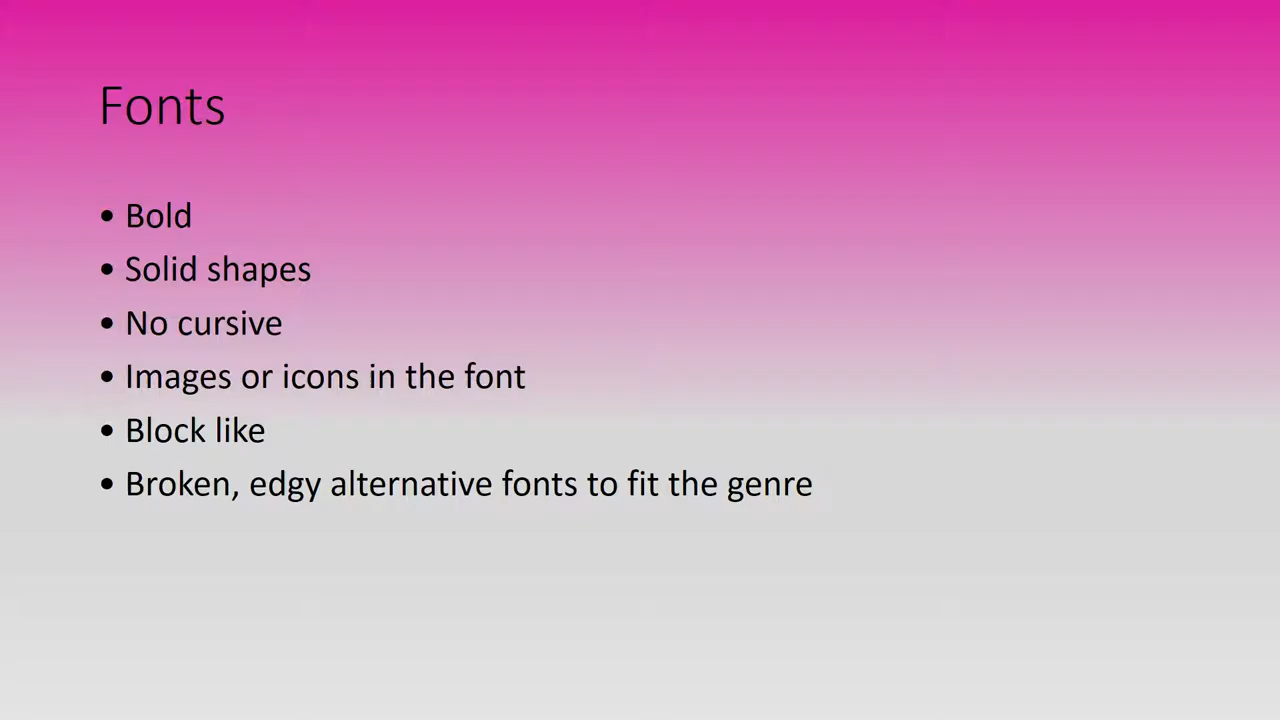 Fonts
• Bold
• Solid shapes
• No cursive
• Images or icons in the font
• Block like
• Broken, edgy alternative fonts to fit the genre